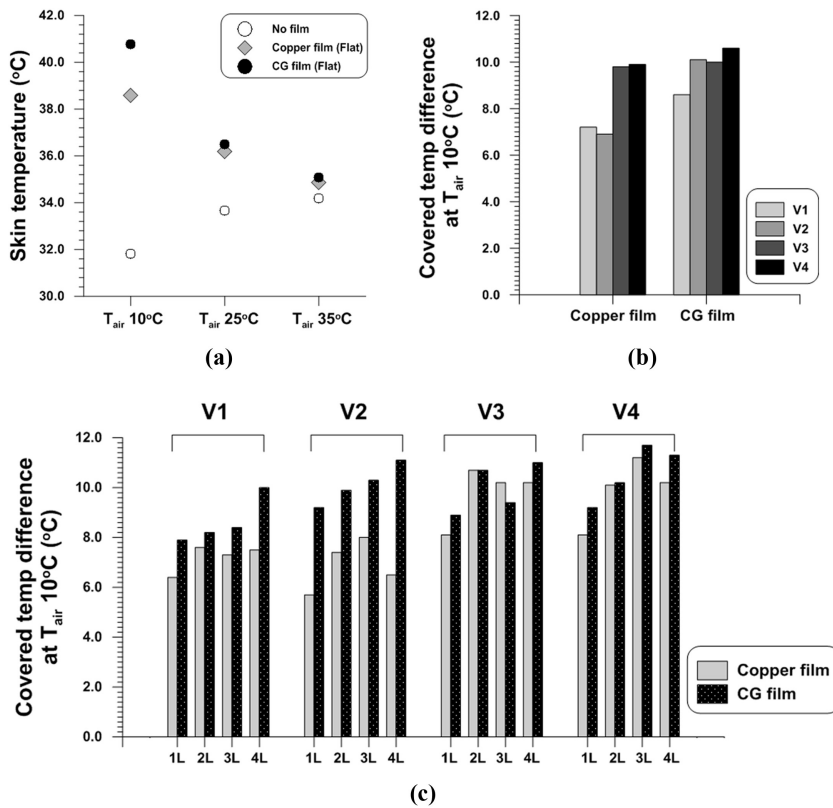 42.0
40.0
38.0
36.0
34.0
32.0
30.0
Skin temperature (°C)
No film
Copper film (Flat)
CG film (Flat)
Tair 10°C
Tair 25°C
Tair 35°C
(a)
12.0
10.0
8.0
6.0
4.0
2.0
0.0
Covered temp difference
at Tair 10°C (°C)
V1
V2
V3
V4
Copper film
CG film
(b)
V1
V2
V3
V4
12.0
10.0
8.0
6.0
4.0
2.0
0.0
Covered temp difference
at Tair 10°C (°C)
Copper film
CG film
1L 2L 3L 4L
1L 2L 3L 4L
1L 2L 3L 4L
1L 2L 3L 4L
(c)